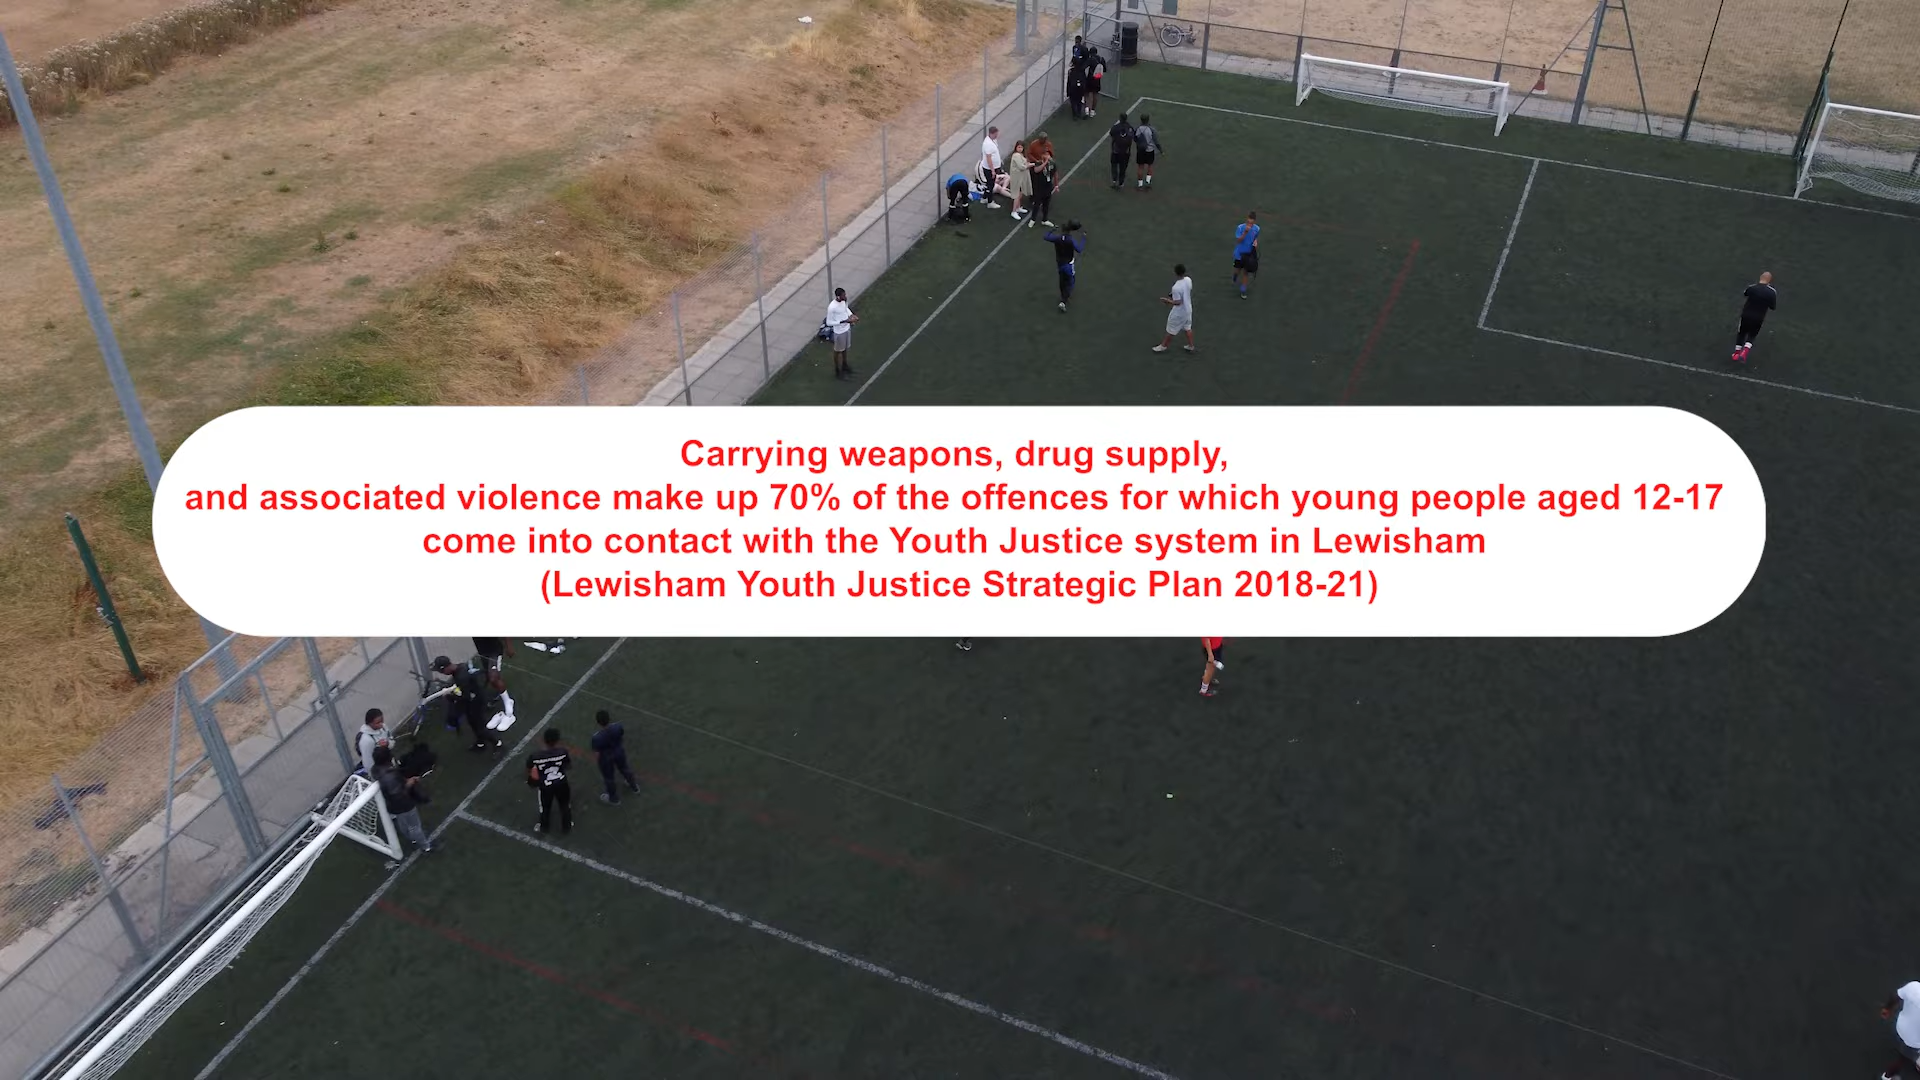 Carrying weapons, drug supply,
and associated violence make up 70% of the offences for which young people aged 12-17
come into contact with the Youth Justice system in Lewisham
(Lewisham Youth Justice Strategic Plan 2018-21)
2